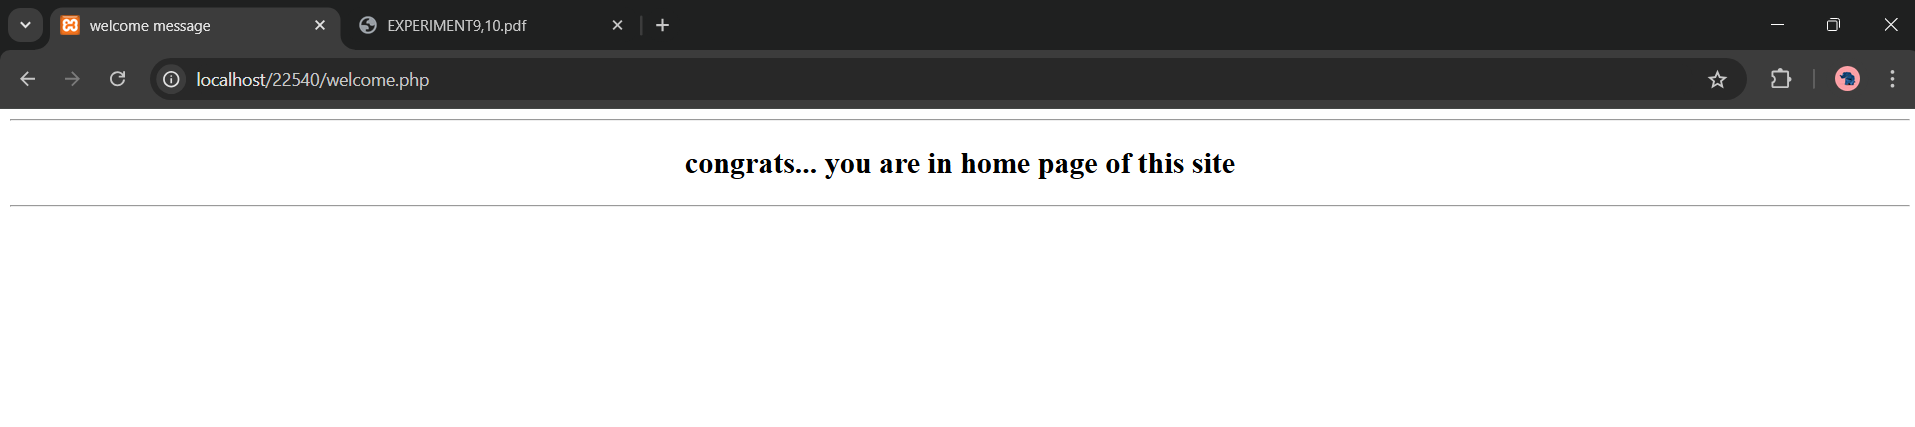 welcome message
EXPERIMENT9,10.pdf
localhost/22540/welcome.php
congrats... you are in home page of this site